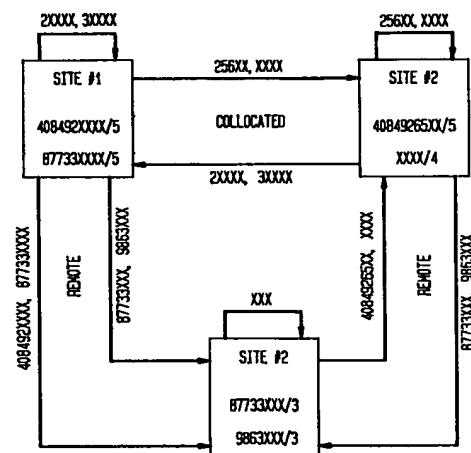 2XXXX, 3XXXX
256XX, XXXX
SITE #1
408492XXXX/5
87733XXXX/5
256XX, XXXX
COLLOCATED
2XXXX, 3XXXX
SITE #2
40849265XX/5
XXXX/4
408492XXXX, 87733XXXX
REMOTE
87733XXX, 9863XXX
40849265XX, XXXX
REMOTE
87733XXX, 9863XXX
XXX
SITE #2
87733XXX/3
9863XXX/3